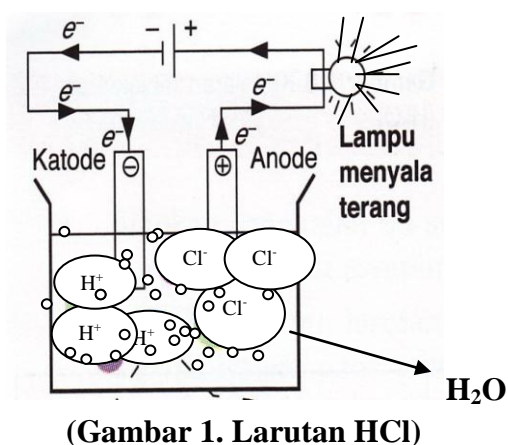 e⁻ − + 
e⁻ e⁻
e⁻ e⁻
Katode − + Anode
Lampu
menyala
terang
Cl⁻ Cl⁻
H⁺
Cl⁻
H⁺ H⁺
H₂O
(Gambar 1. Larutan HCl)